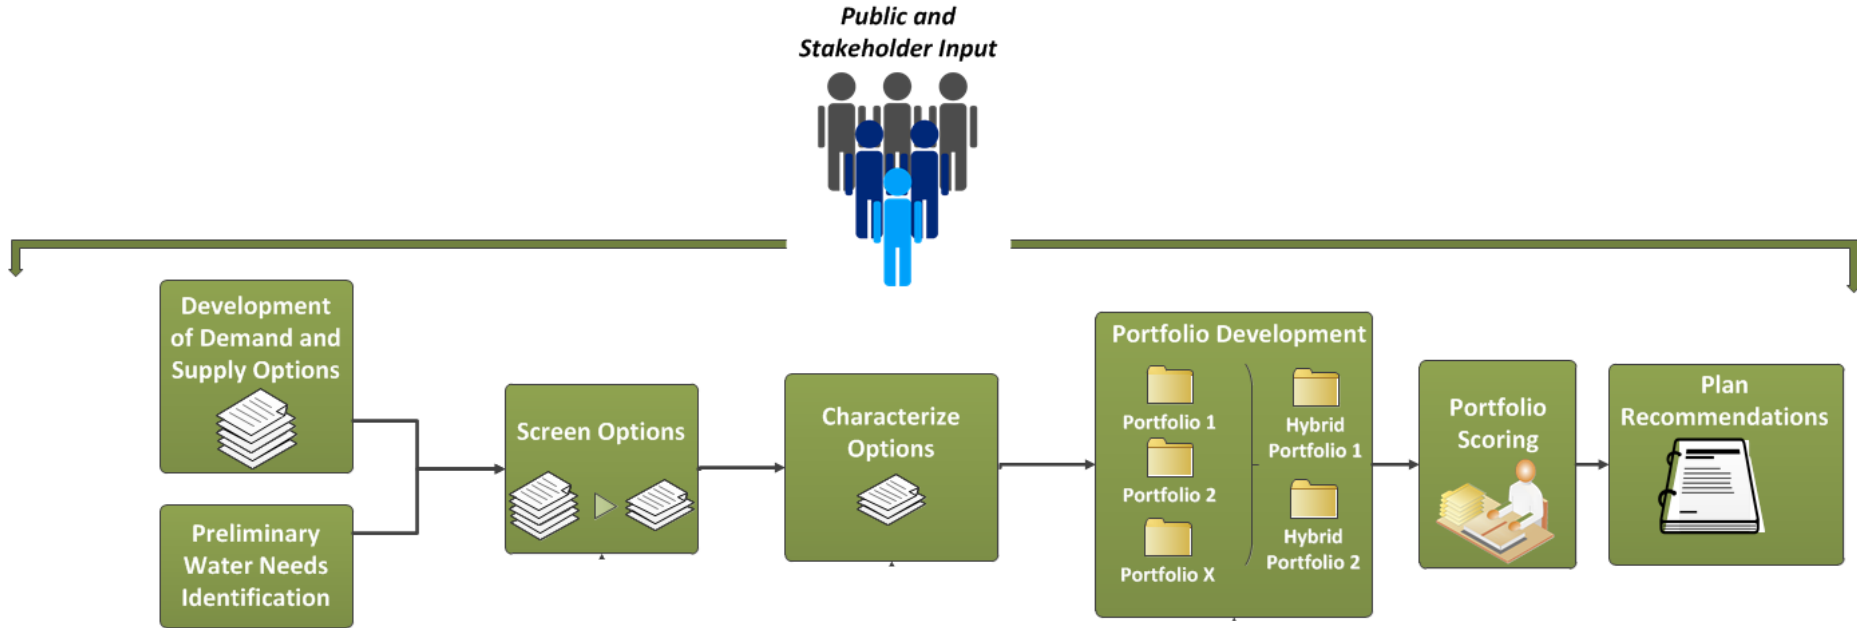 Public and
Stakeholder Input
Development
of Demand and
Supply Options
Preliminary
Water Needs
Identification
Screen Options
Characterize
Options
Portfolio Development
Portfolio 1
Portfolio 2
Portfolio X
Hybrid
Portfolio 1
Hybrid
Portfolio 2
Portfolio
Scoring
Plan
Recommendations